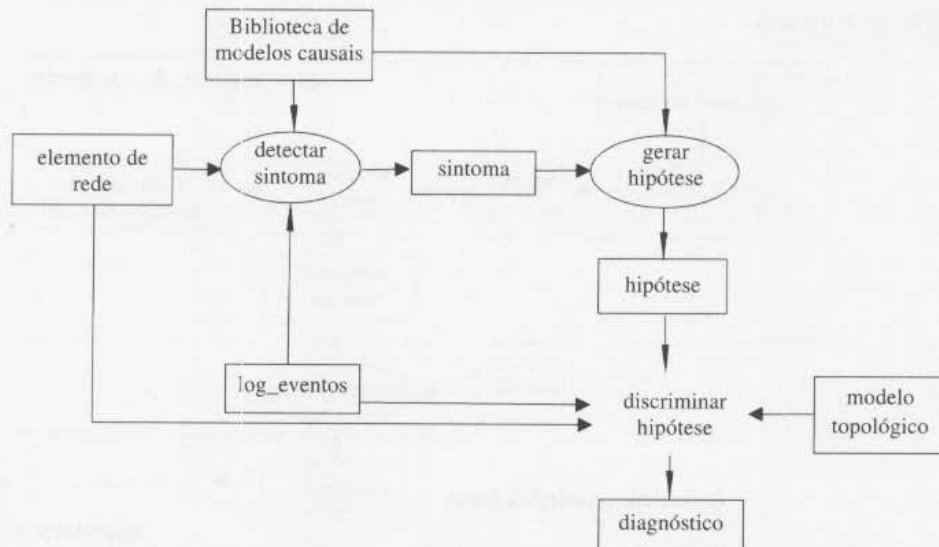 Biblioteca de
modelos causais
elemento de
rede
detectar
sintoma
sintoma
gerar
hipótese
hipótese
log_eventos
discriminar
hipótese
modelo
topológico
diagnóstico